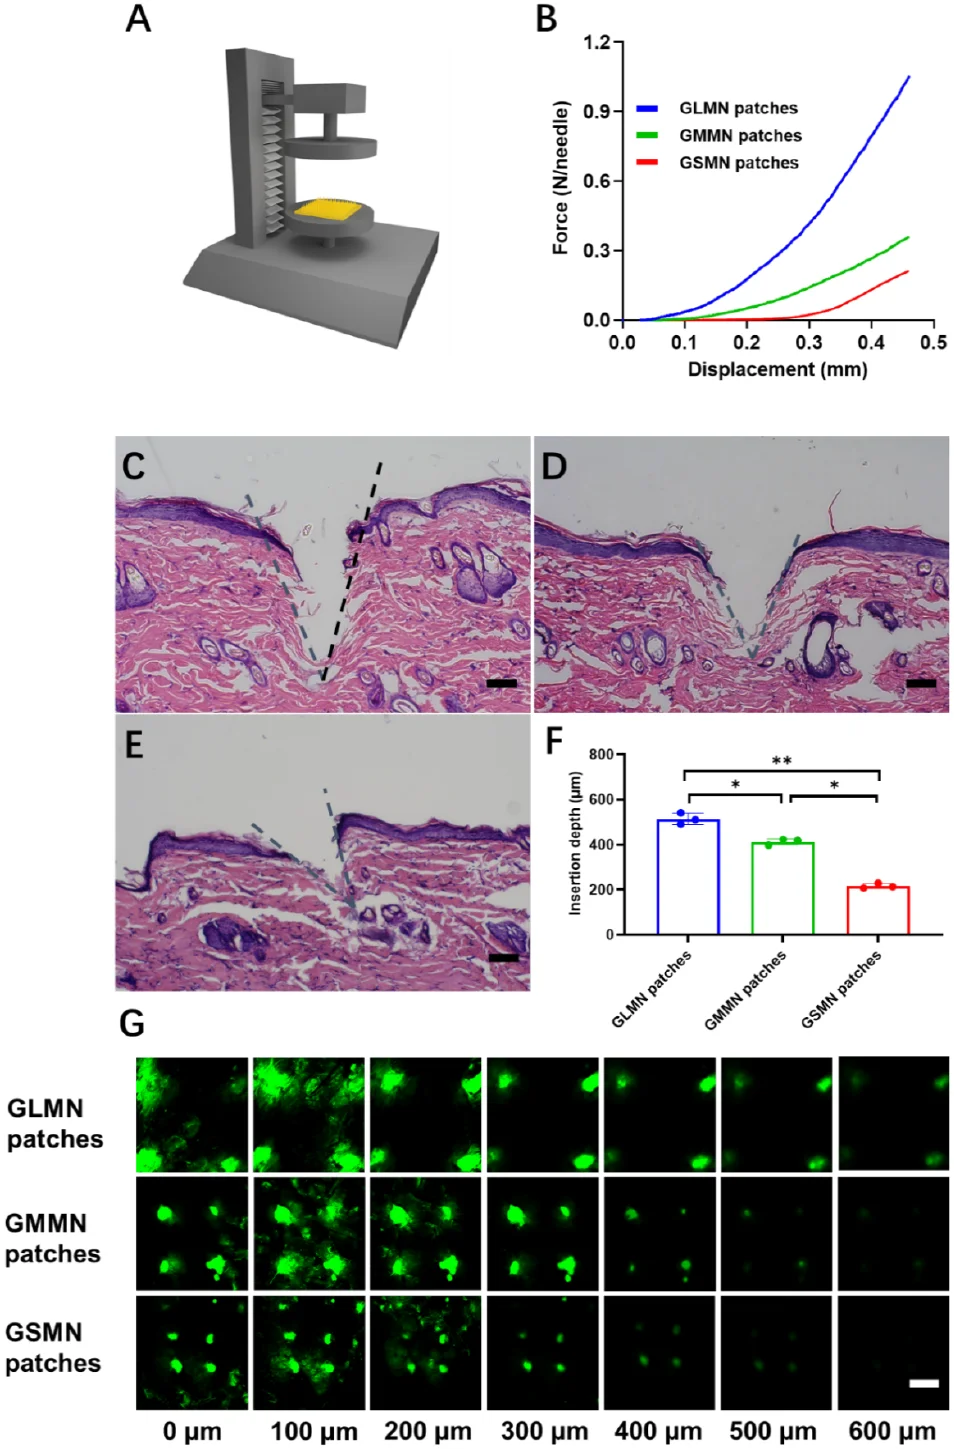 A
B
1.2
0.9
0.6
0.3
0.0
Force (N/needle)
GLMN patches
GMMN patches
GSMN patches
0.0 0.1 0.2 0.3 0.4 0.5
Displacement (mm)
C
D
E
F
800
600
400
200
0
Insertion depth (µm)
**
* *
GLMN patches
GMMN patches
GSMN patches
G
GLMN
patches
GMMN
patches
GSMN
patches
0 µm 100 µm 200 µm 300 µm 400 µm 500 µm 600 µm